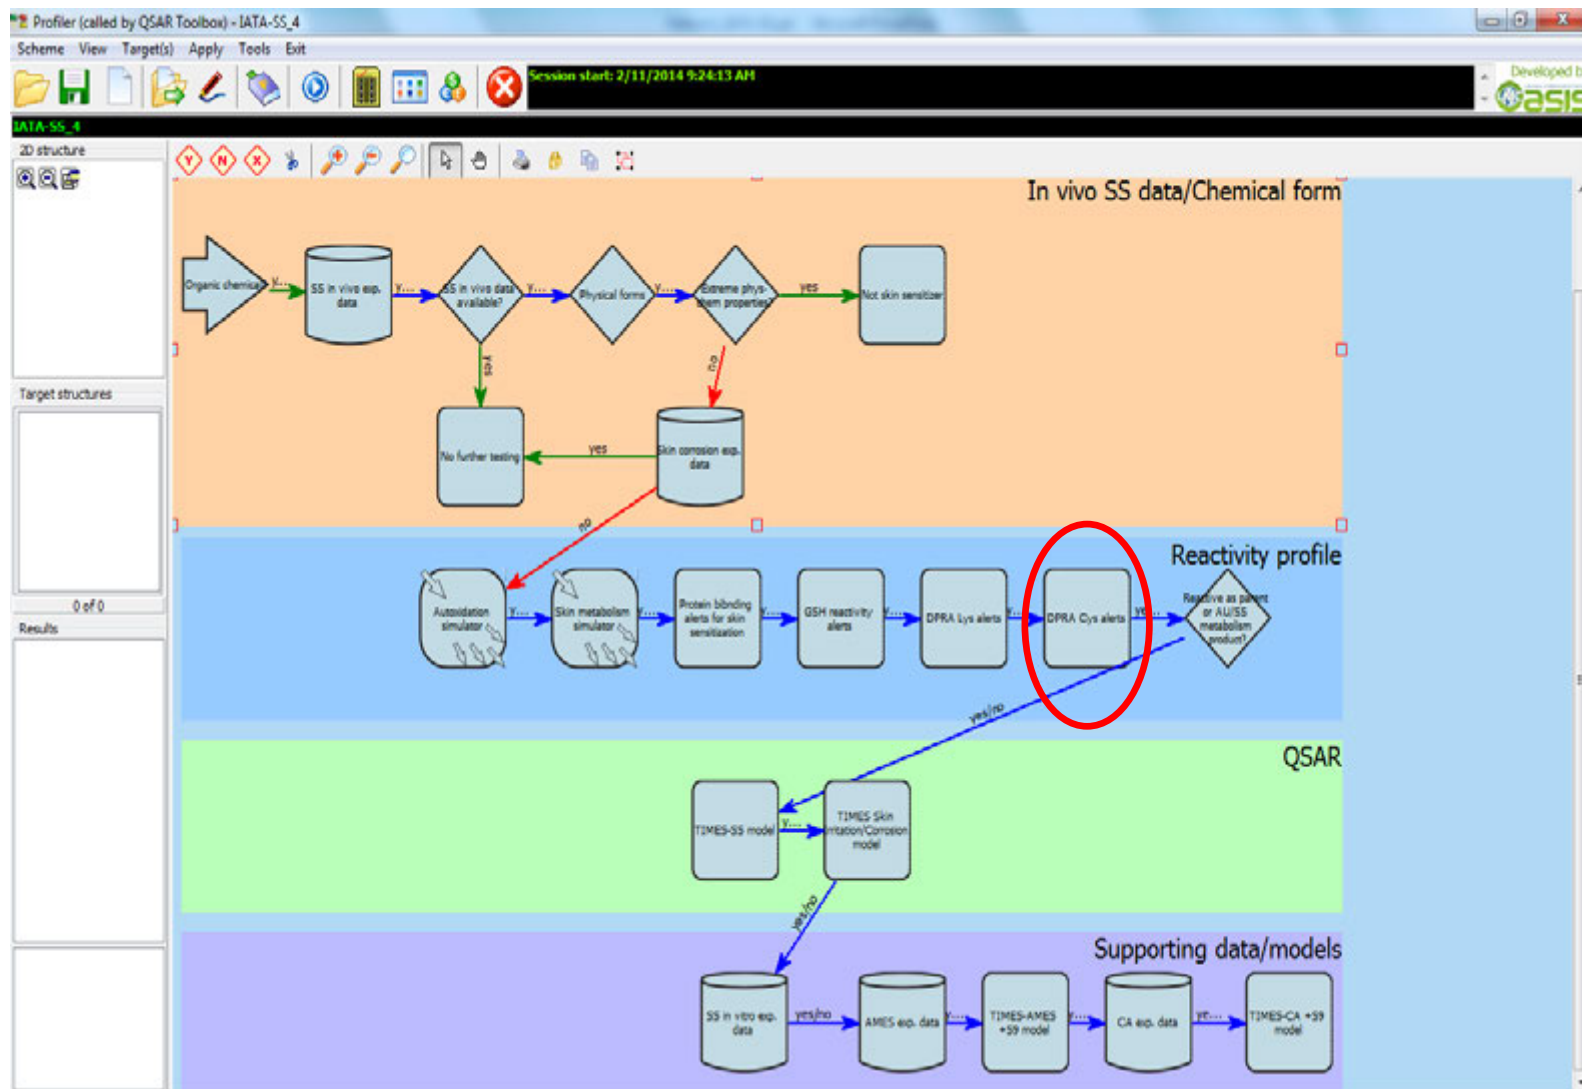 Profiler (called by QSAR Toolbox) - IATA-SS_4
Scheme View Target(s) Apply Tools Exit
Session start: 2/11/2014 9:24:13 AM
Developed b
Oasis
IATA-SS_4
2D structure
Y N X
In vivo SS data/Chemical form
Organic chemical
y...
SS in vivo exp.
data
y...
SS in vivo data
available?
y...
Physical forms
y...
Extreme phys-
chem properties?
yes
Not skin sensitizer
yes
no
Target structures
No further testing
yes
Skin corrosion exp.
data
no
Reactivity profile
0 of 0
Results
Autoxidation
simulator
y...
Skin metabolism
simulator
y...
Protein bibnding
alerts for skin
sensitization
y...
GSH reactivity
alerts
y...
DPRA Lys alerts
y...
DPRA Cys alerts
ye...
Reactive as parent
or AU/SS
metabolism
product?
yes/no
QSAR
TIMES-SS model
y...
TIMES Skin
irritation/Corrosion
model
yes/no
Supporting data/models
SS in vitro exp.
data
yes/no
AMES exp. data
y...
TIMES-AMES
+S9 model
y...
CA exp. data
ye...
TIMES-CA +S9
model